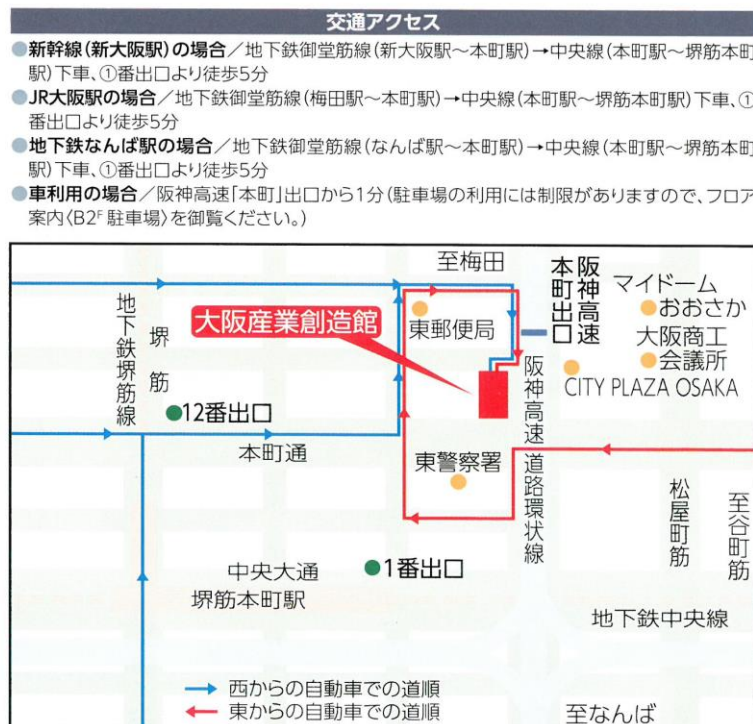 交通アクセス
●新幹線(新大阪駅)の場合／地下鉄御堂筋線(新大阪駅～本町駅)→中央線(本町駅～堺筋本町
駅)下車、①番出口より徒歩5分
●JR大阪駅の場合／地下鉄御堂筋線(梅田駅～本町駅)→中央線(本町駅～堺筋本町駅)下車、①
番出口より徒歩5分
●地下鉄なんば駅の場合／地下鉄御堂筋線(なんば駅～本町駅)→中央線(本町駅～堺筋本町
駅)下車、①番出口より徒歩5分
●車利用の場合／阪神高速「本町」出口から1分(駐車場の利用には制限がありますので、フロア
案内〈B2F 駐車場〉を御覧ください。)
至梅田
阪神高速
本町出口
マイドーム
おおさか
大阪商工
会議所
CITY PLAZA OSAKA
地下鉄堺筋線
堺筋
大阪産業創造館
東郵便局
阪神高速道路環状線
12番出口
本町通
東警察署
松屋町筋
至谷町筋
中央大通
1番出口
堺筋本町駅
地下鉄中央線
西からの自動車での道順
東からの自動車での道順
至なんば